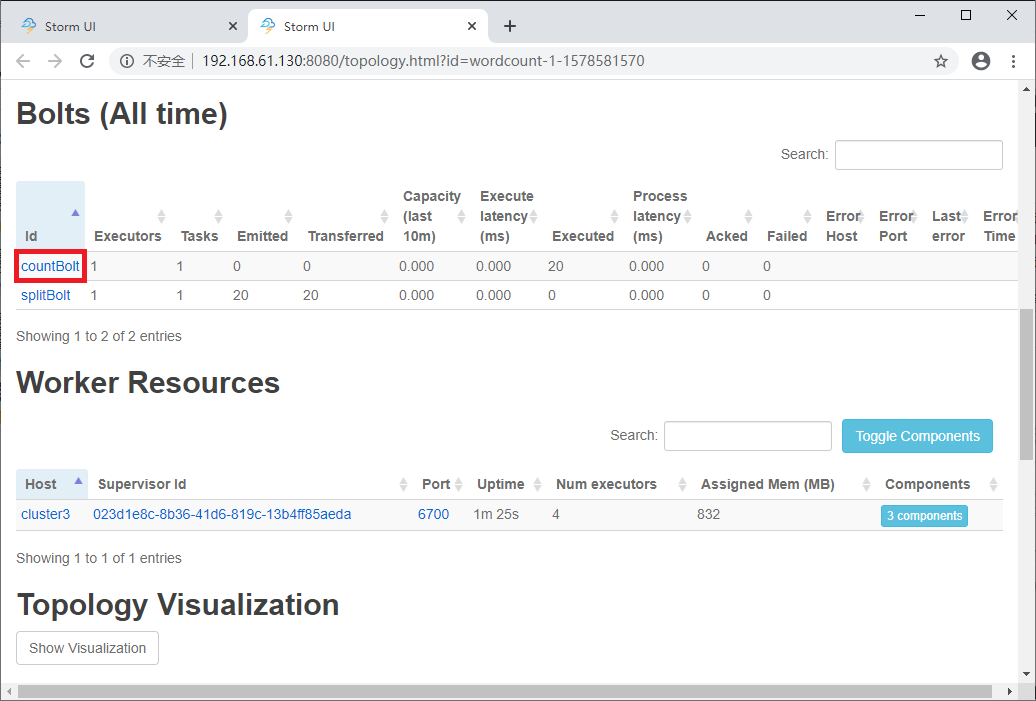 Storm UI
Storm UI
不安全
192.168.61.130:8080/topology.html?id=wordcount-1-1578581570
Bolts (All time)
Search:
Id Executors Tasks Emitted Transferred Capacity (last 10m) Execute latency (ms) Executed Process latency (ms) Acked Failed Error Host Error Port Last error Error Time
countBolt 1 1 0 0 0.000 0.000 20 0.000 0 0
splitBolt 1 1 20 20 0.000 0.000 0 0.000 0 0
Showing 1 to 2 of 2 entries
Worker Resources
Search:
Toggle Components
Host Supervisor Id Port Uptime Num executors Assigned Mem (MB) Components
cluster3 023d1e8c-8b36-41d6-819c-13b4ff85aeda 6700 1m 25s 4 832 3 components
Showing 1 to 1 of 1 entries
Topology Visualization
Show Visualization